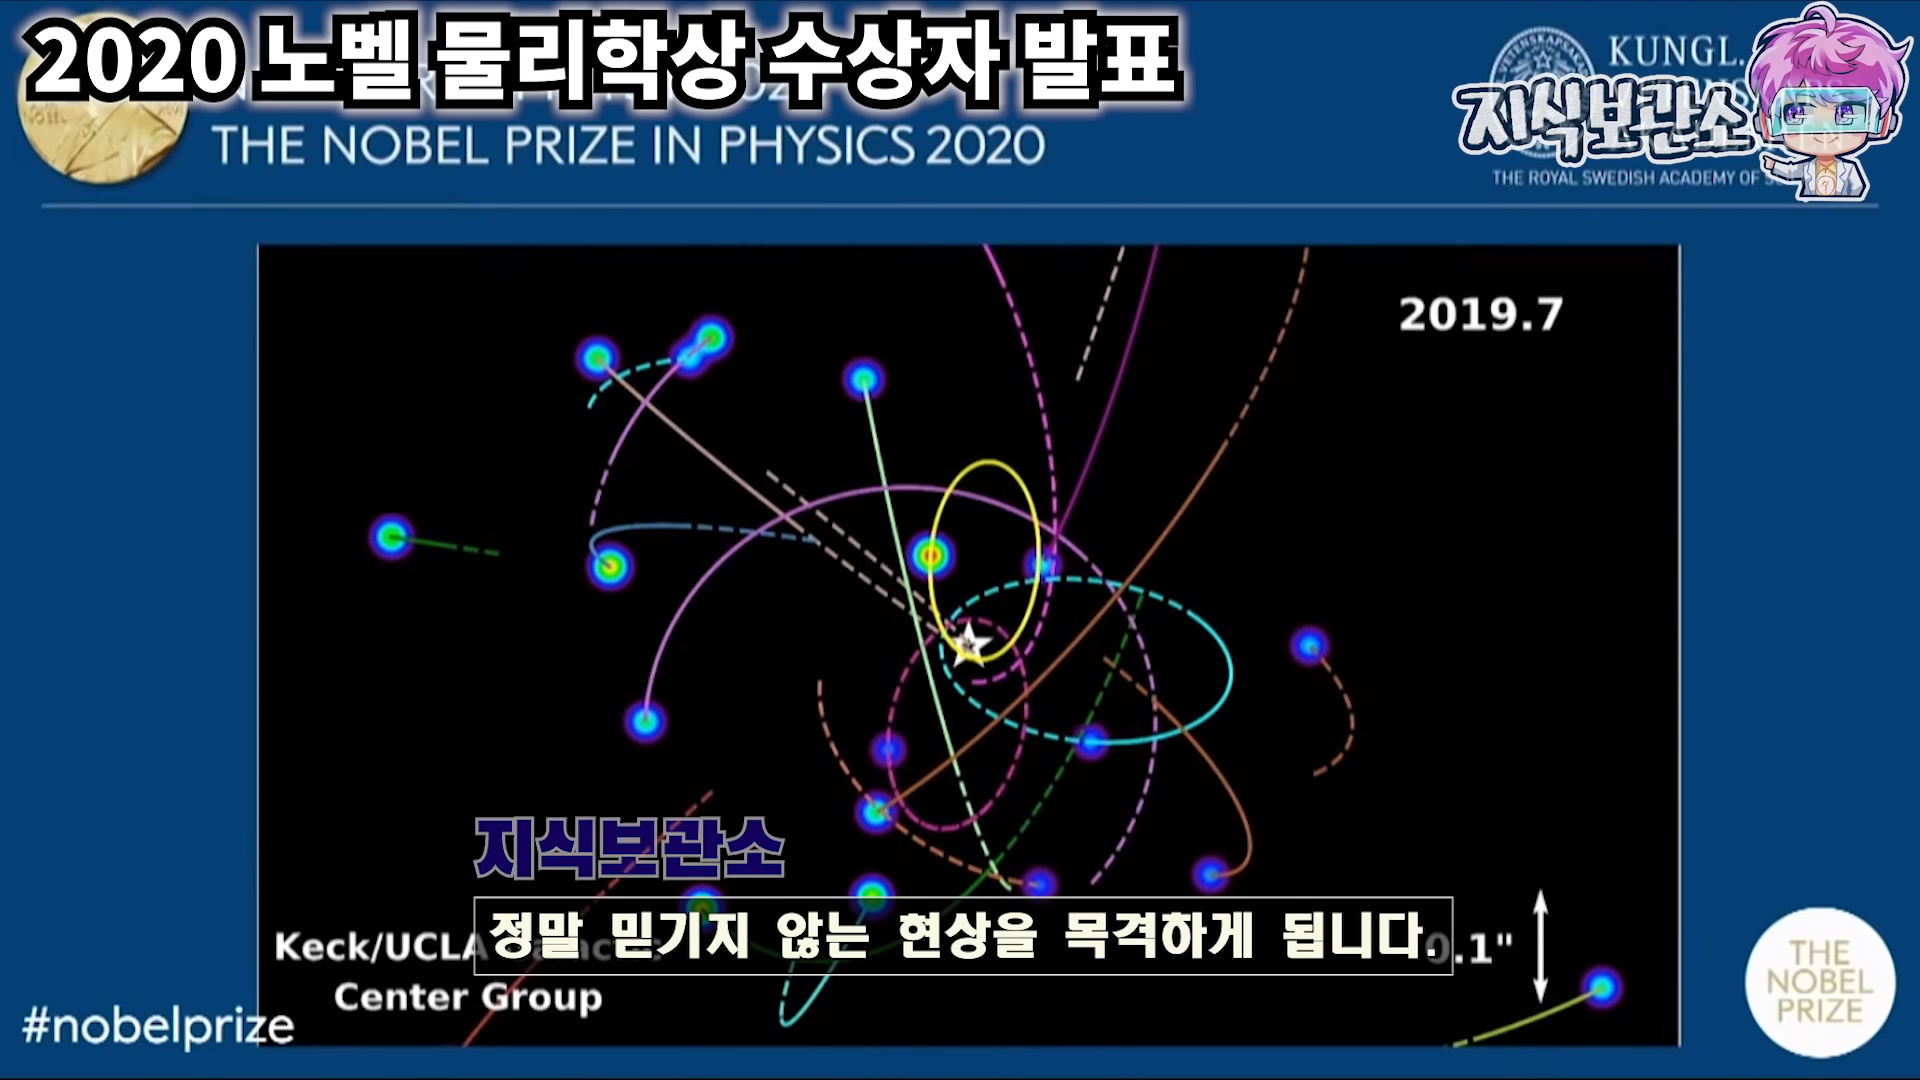 2020 노벨 물리학상 수상자 발표
THE NOBEL PRIZE IN PHYSICS 2020
KUNGL.
지식보관소
THE ROYAL SWEDISH ACADEMY OF
2019.7
지식보관소
정말 믿기지 않는 현상을 목격하게 됩니다.
Keck/UCLA
0.1"
Center Group
#nobelprize
THE
NOBEL
PRIZE